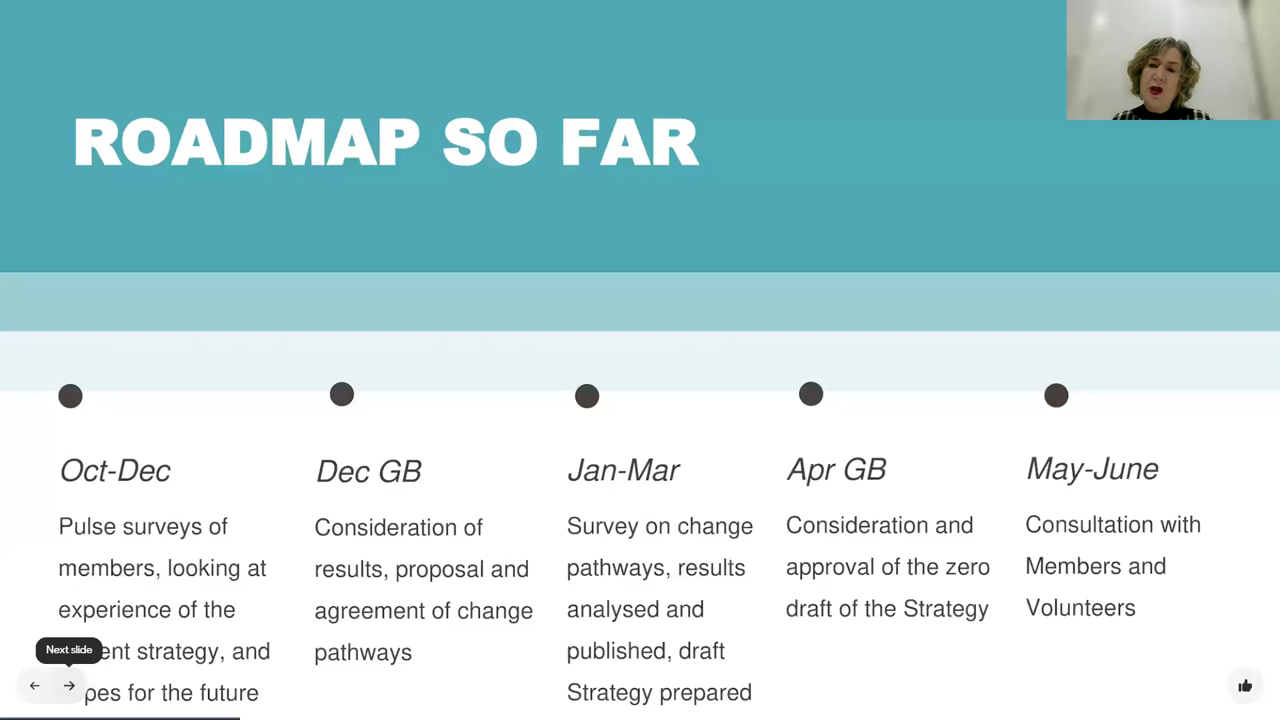 ROADMAP SO FAR
Oct-Dec
Pulse surveys of
members, looking at
experience of the
ent strategy, and
pes for the future
Dec GB
Consideration of
results, proposal and
agreement of change
pathways
Jan-Mar
Survey on change
pathways, results
analysed and
published, draft
Strategy prepared
Apr GB
Consideration and
approval of the zero
draft of the Strategy
May-June
Consultation with
Members and
Volunteers
Next slide